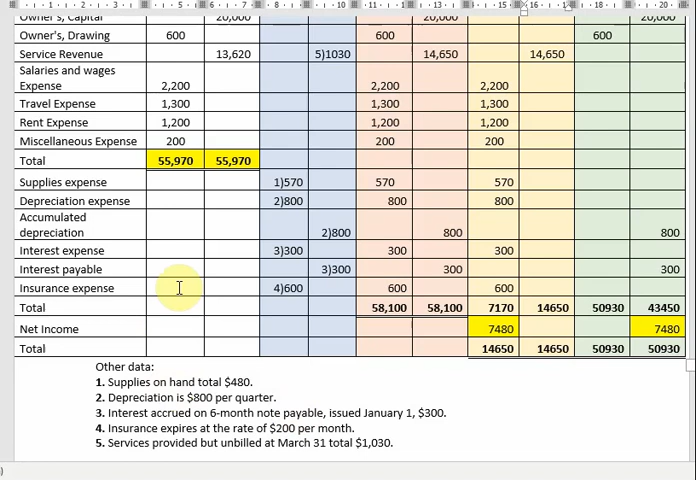 Owner's, Capital 20,000 20,000 20,000
Owner's, Drawing 600 600 600
Service Revenue 13,620 5)1030 14,650 14,650
Salaries and wages
Expense 2,200 2,200 2,200
Travel Expense 1,300 1,300 1,300
Rent Expense 1,200 1,200 1,200
Miscellaneous Expense 200 200 200
Total 55,970 55,970
Supplies expense 1)570 570 570
Depreciation expense 2)800 800 800
Accumulated
depreciation 2)800 800 800
Interest expense 3)300 300 300
Interest payable 3)300 300 300
Insurance expense 4)600 600 600
Total 58,100 58,100 7170 14650 50930 43450
Net Income 7480 7480
Total 14650 14650 50930 50930
Other data:
1. Supplies on hand total $480.
2. Depreciation is $800 per quarter.
3. Interest accrued on 6-month note payable, issued January 1, $300.
4. Insurance expires at the rate of $200 per month.
5. Services provided but unbilled at March 31 total $1,030.